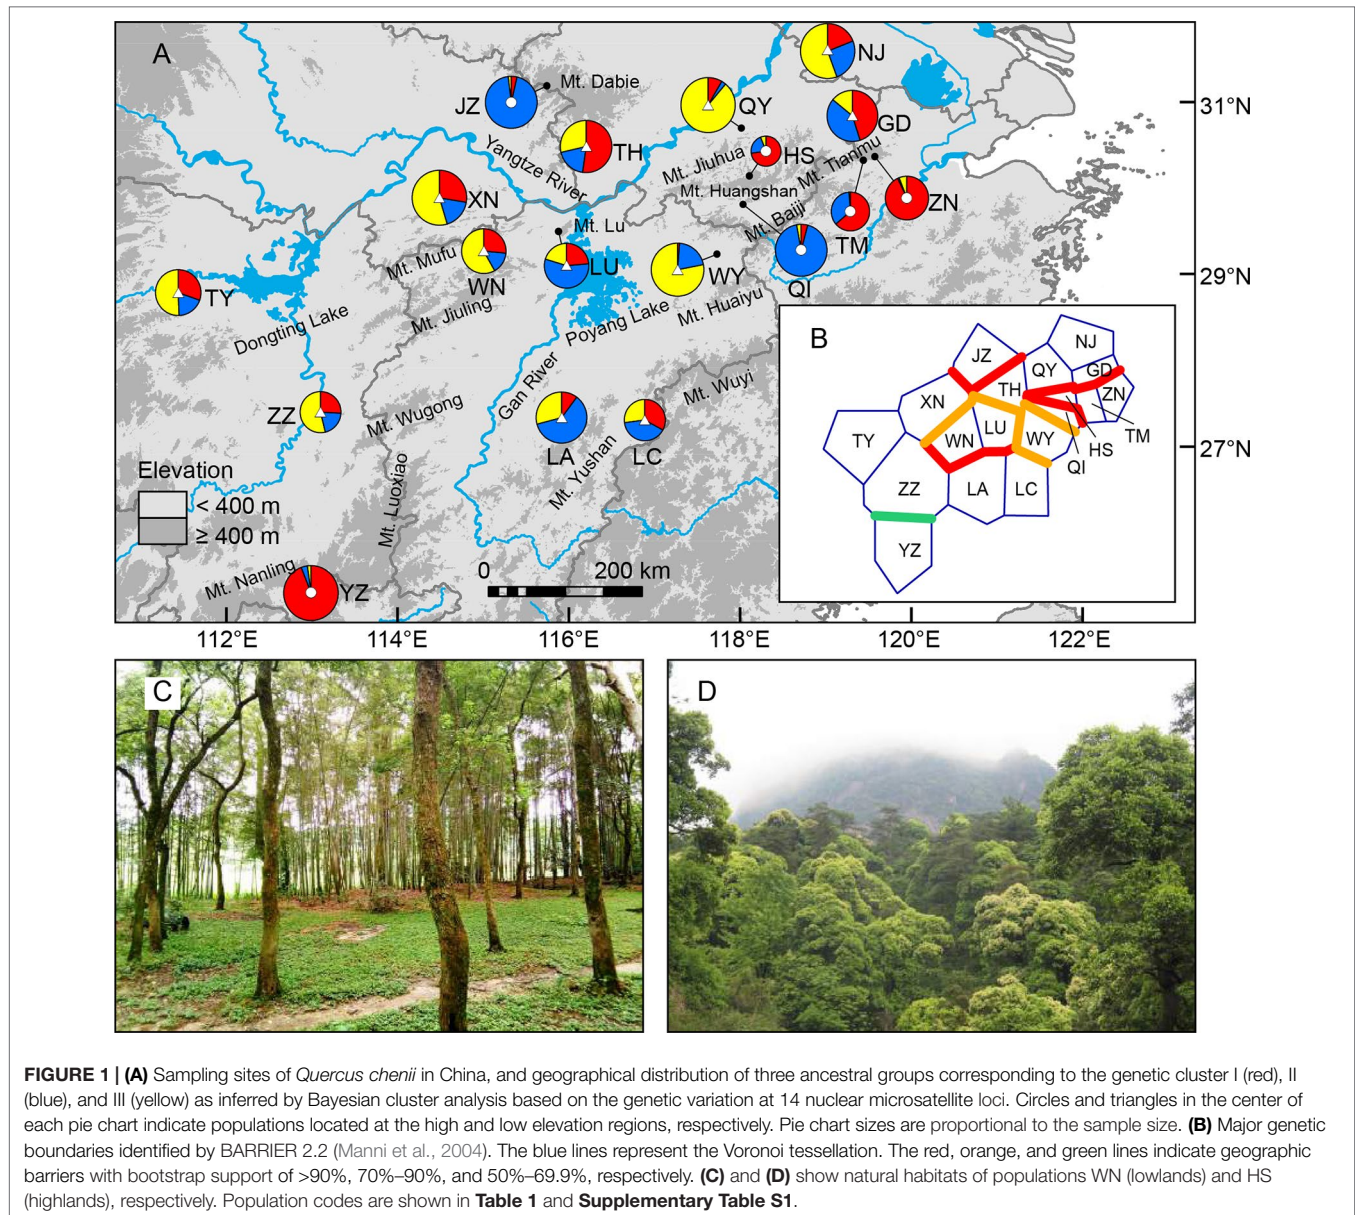 A
NJ
31°N
Mt. Dabie
JZ
QY
GD
Yangtze River
TH
Mt. Jiuhua
HS
Mt. Tianmu
Mt. Huangshan
XN
ZN
Mt. Baiji
TM
Mt. Lu
Mt. Mufu
WN
LU
WY
QI
29°N
TY
Dongting Lake
Mt. Jiuling
Poyang Lake
Mt. Huaiyu
Gan River
Mt. Wuyi
ZZ
Mt. Wugong
LA
LC
27°N
Mt. Yushan
Mt. Luoxiao
Elevation
< 400 m
≥ 400 m
Mt. Nanling
YZ
0 200 km
112°E 114°E 116°E 118°E 120°E 122°E
B
NJ
JZ
QY
GD
TH
ZN
XN
LU
TY
WN
WY
TM
HS
QI
ZZ
LA
LC
YZ
C
D
FIGURE 1 | (A) Sampling sites of Quercus chenii in China, and geographical distribution of three ancestral groups corresponding to the genetic cluster I (red), II
(blue), and III (yellow) as inferred by Bayesian cluster analysis based on the genetic variation at 14 nuclear microsatellite loci. Circles and triangles in the center of
each pie chart indicate populations located at the high and low elevation regions, respectively. Pie chart sizes are proportional to the sample size. (B) Major genetic
boundaries identified by BARRIER 2.2 (Manni et al., 2004). The blue lines represent the Voronoi tessellation. The red, orange, and green lines indicate geographic
barriers with bootstrap support of >90%, 70%–90%, and 50%–69.9%, respectively. (C) and (D) show natural habitats of populations WN (lowlands) and HS
(highlands), respectively. Population codes are shown in Table 1 and Supplementary Table S1.